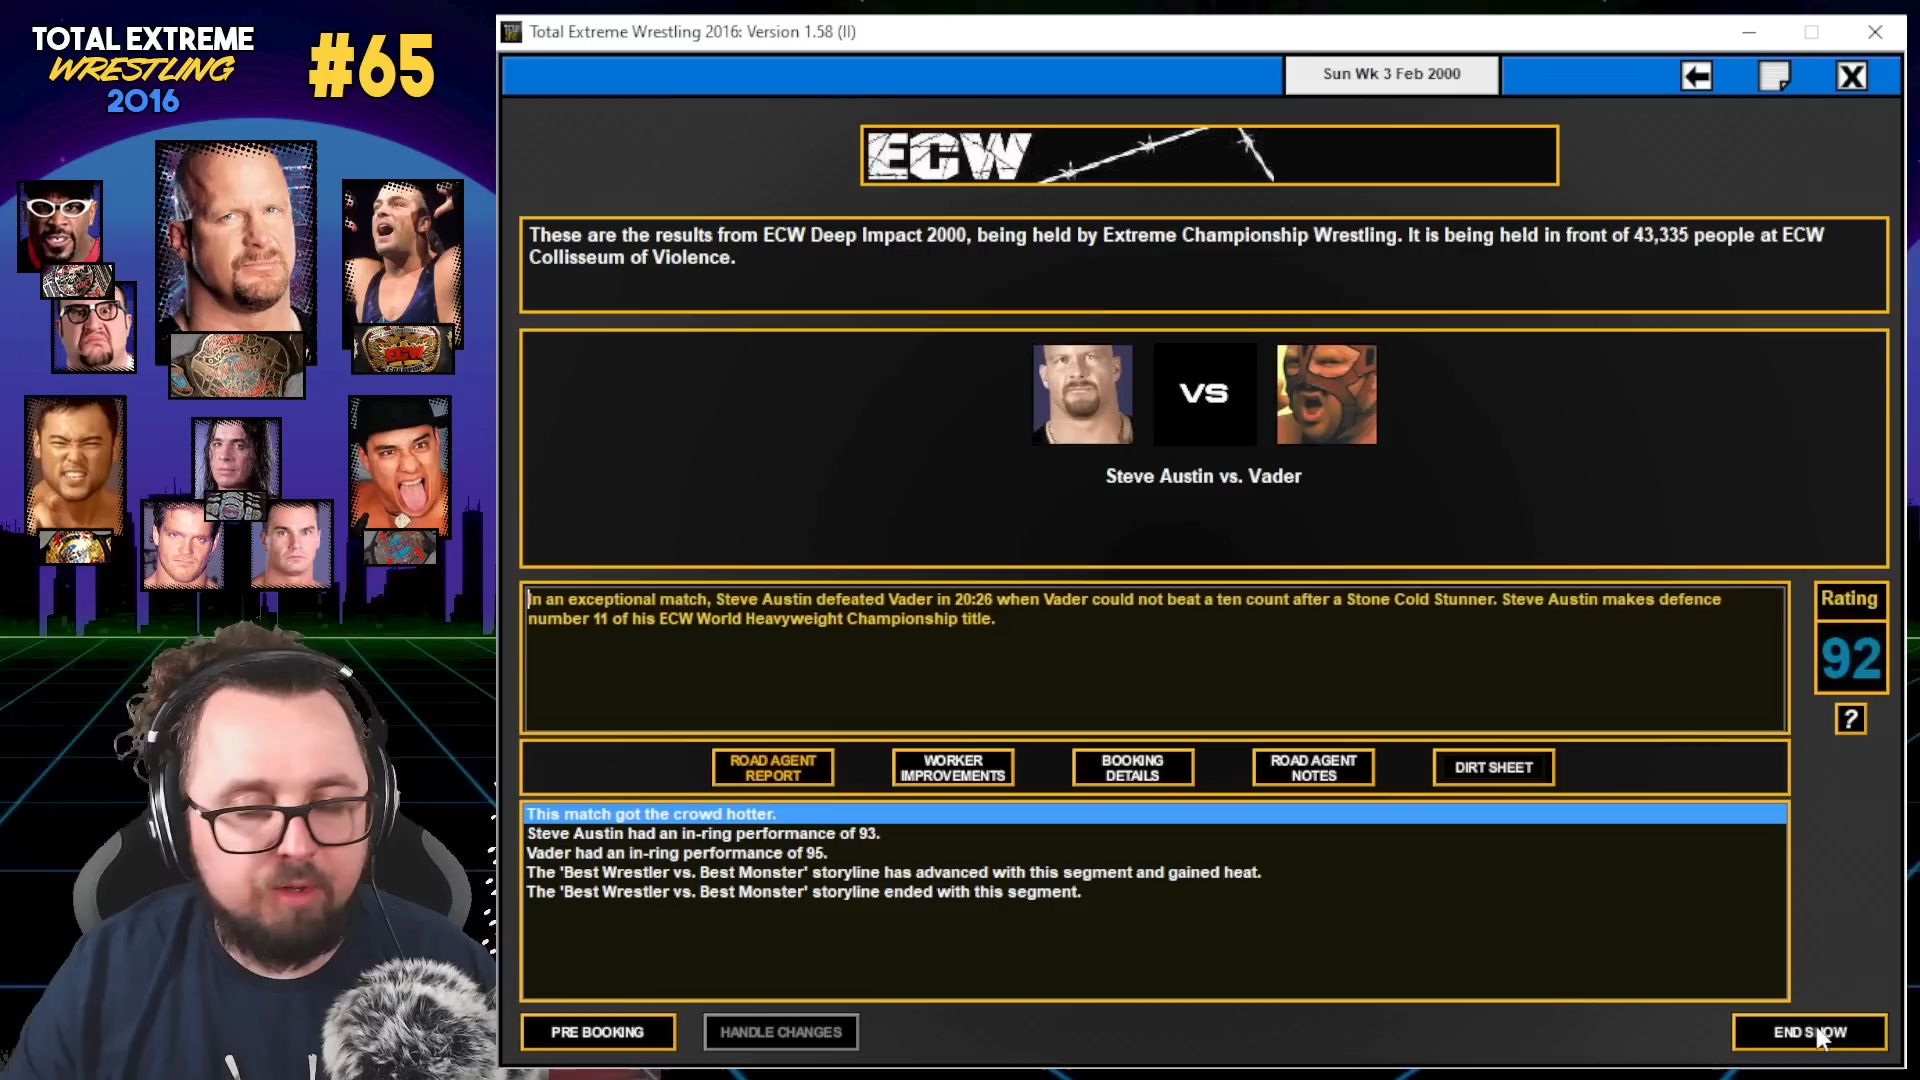 TOTAL EXTREME
WRESTLING
2016
#65
Total Extreme Wrestling 2016: Version 1.58 (II)
Sun Wk 3 Feb 2000
X
ECW
These are the results from ECW Deep Impact 2000, being held by Extreme Championship Wrestling. It is being held in front of 43,335 people at ECW
Collisseum of Violence.
VS
Steve Austin vs. Vader
In an exceptional match, Steve Austin defeated Vader in 20:26 when Vader could not beat a ten count after a Stone Cold Stunner. Steve Austin makes defence
number 11 of his ECW World Heavyweight Championship title.
Rating
92
?
ROAD AGENT
REPORT
WORKER
IMPROVEMENTS
BOOKING
DETAILS
ROAD AGENT
NOTES
DIRT SHEET
This match got the crowd hotter.
Steve Austin had an in-ring performance of 93.
Vader had an in-ring performance of 95.
The 'Best Wrestler vs. Best Monster' storyline has advanced with this segment and gained heat.
The 'Best Wrestler vs. Best Monster' storyline ended with this segment.
PRE BOOKING
HANDLE CHANGES
END SHOW